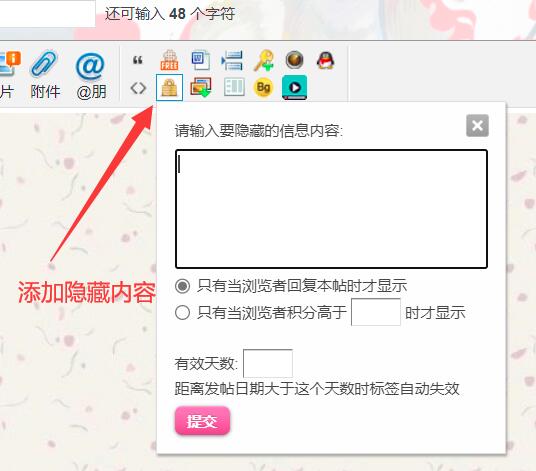 还可输入 48 个字符
FREE
片 附件 @朋
Bg
请输入要隐藏的信息内容:
添加隐藏内容
只有当浏览者回复本帖时才显示
只有当浏览者积分高于 时才显示
有效天数:
距离发帖日期大于这个天数时标签自动失效
提交